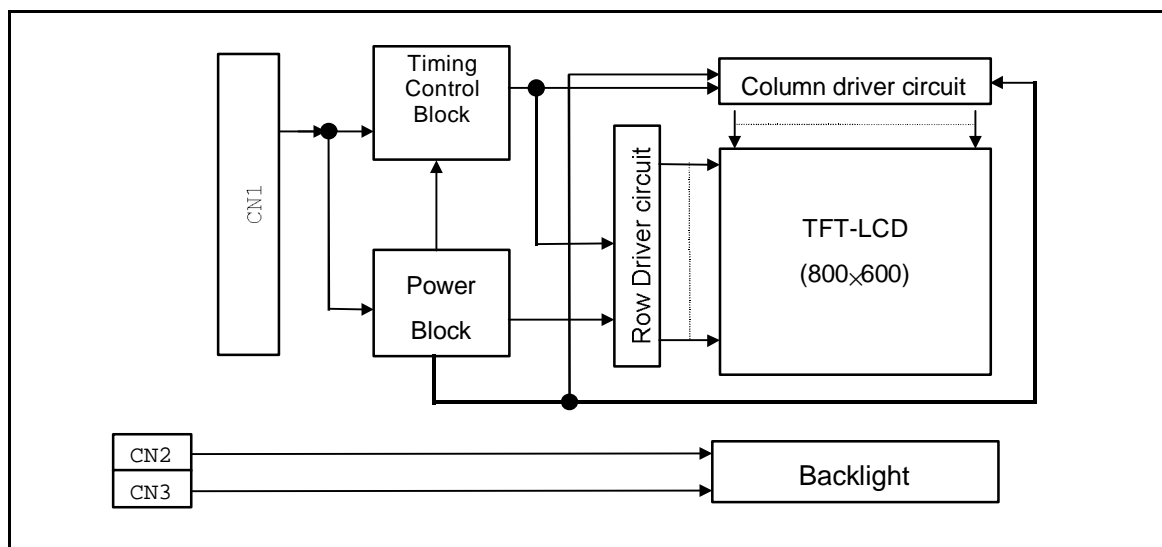 CN1
Timing
Control
Block
Power
Block
Row Driver circuit
Column driver circuit
TFT-LCD
(800×600)
CN2
CN3
Backlight